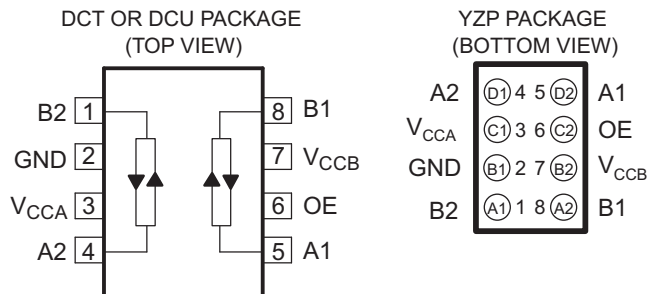 DCT OR DCU PACKAGE
(TOP VIEW)
B2 1 8 B1
GND 2 7 VCCB
VCCA 3 6 OE
A2 4 5 A1
YZP PACKAGE
(BOTTOM VIEW)
A2 D1 4 5 D2 A1
VCCA C1 3 6 C2 OE
GND B1 2 7 B2 VCCB
B2 A1 1 8 A2 B1